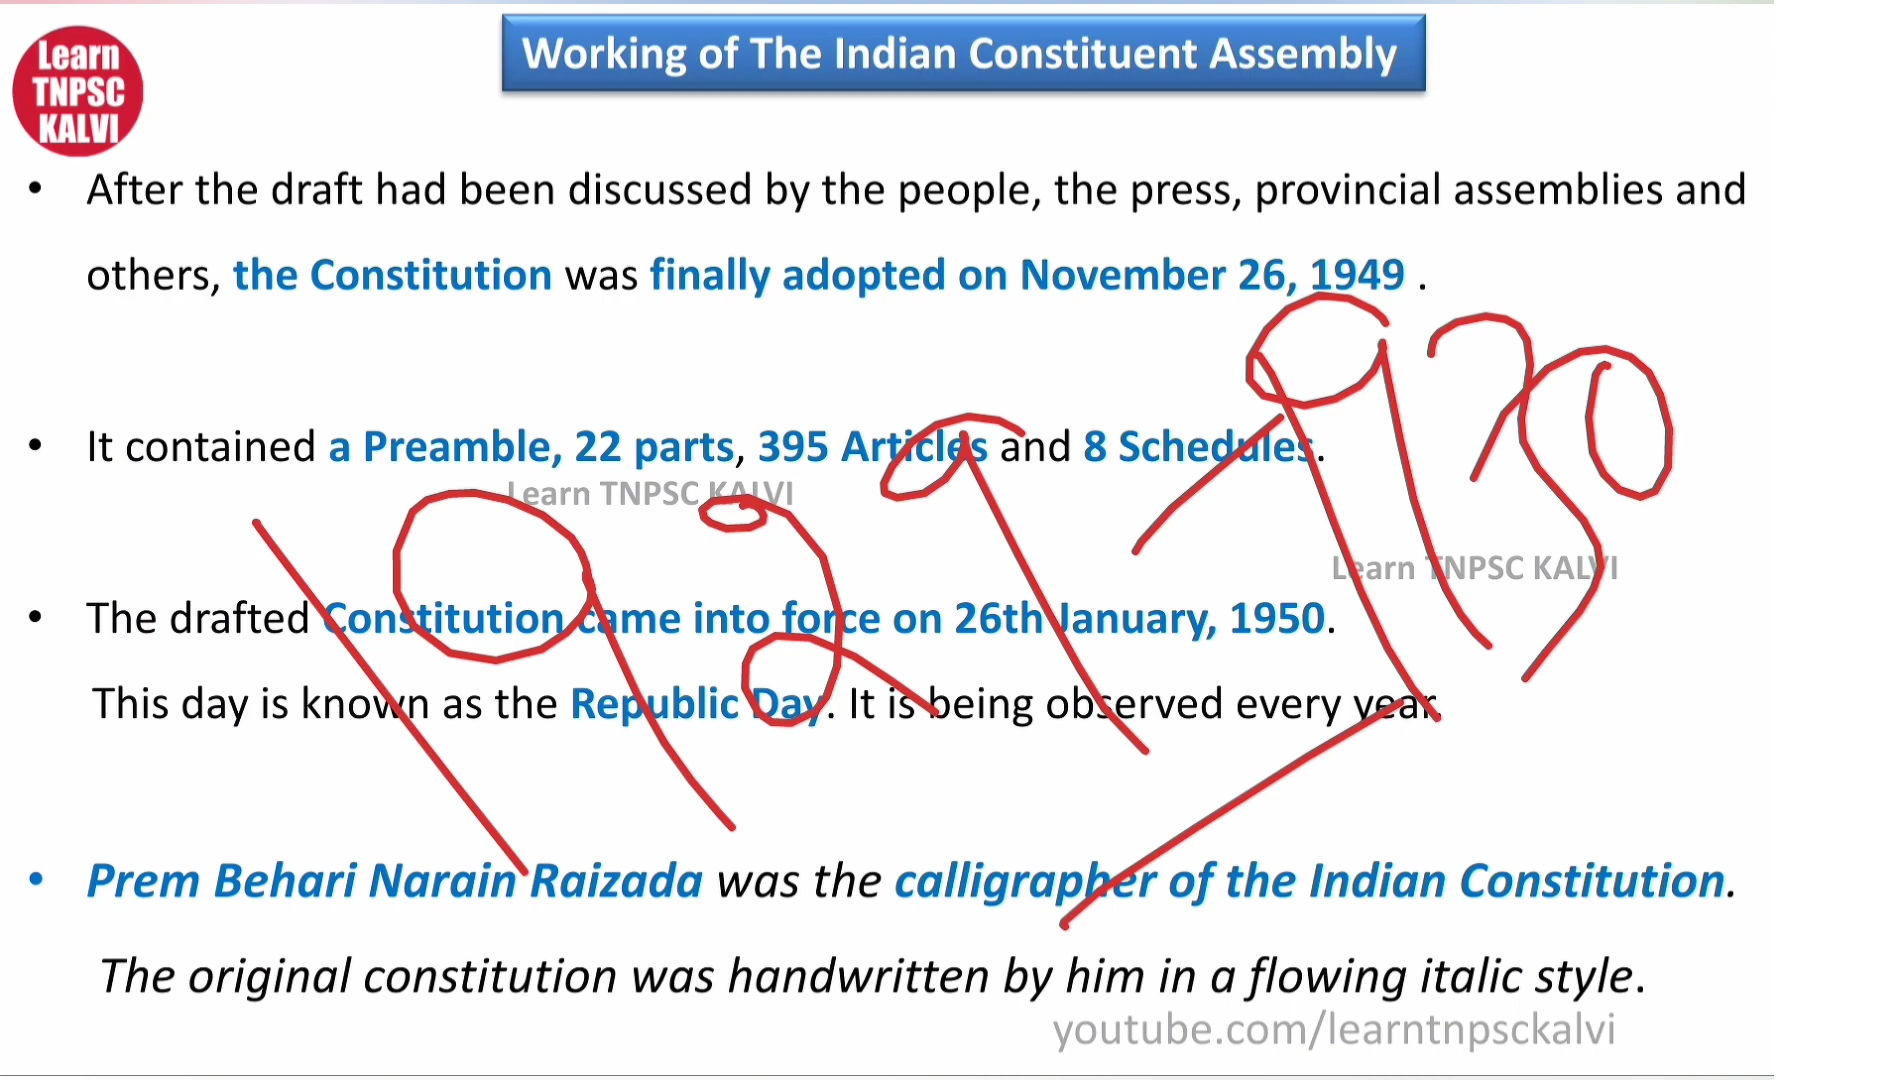 Learn
TNPSC
KALVI
Working of The Indian Constituent Assembly
• After the draft had been discussed by the people, the press, provincial assemblies and
others, the Constitution was finally adopted on November 26, 1949 .
• It contained a Preamble, 22 parts, 395 Articles and 8 Schedules.
Learn TNPSC KALVI
1929 - 1930
Learn TNPSC KALVI
• The drafted Constitution came into force on 26th January, 1950.
This day is known as the Republic Day. It is being observed every year.
• Prem Behari Narain Raizada was the calligrapher of the Indian Constitution.
The original constitution was handwritten by him in a flowing italic style.
youtube.com/learntnpsckalvi